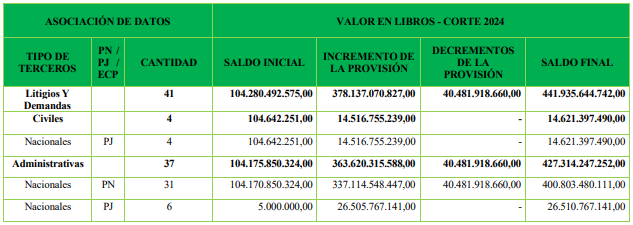 ASOCIACIÓN DE DATOS VALOR EN LIBROS - CORTE 2024
TIPO DE TERCEROS PN / PJ / ECP CANTIDAD SALDO INICIAL INCREMENTO DE LA PROVISIÓN DECREMENTOS DE LA PROVISIÓN SALDO FINAL
Litigios Y Demandas 41 104.280.492.575,00 378.137.070.827,00 40.481.918.660,00 441.935.644.742,00
Civiles 4 104.642.251,00 14.516.755.239,00 - 14.621.397.490,00
Nacionales PJ 4 104.642.251,00 14.516.755.239,00 - 14.621.397.490,00
Administrativas 37 104.175.850.324,00 363.620.315.588,00 40.481.918.660,00 427.314.247.252,00
Nacionales PN 31 104.170.850.324,00 337.114.548.447,00 40.481.918.660,00 400.803.480.111,00
Nacionales PJ 6 5.000.000,00 26.505.767.141,00 - 26.510.767.141,00